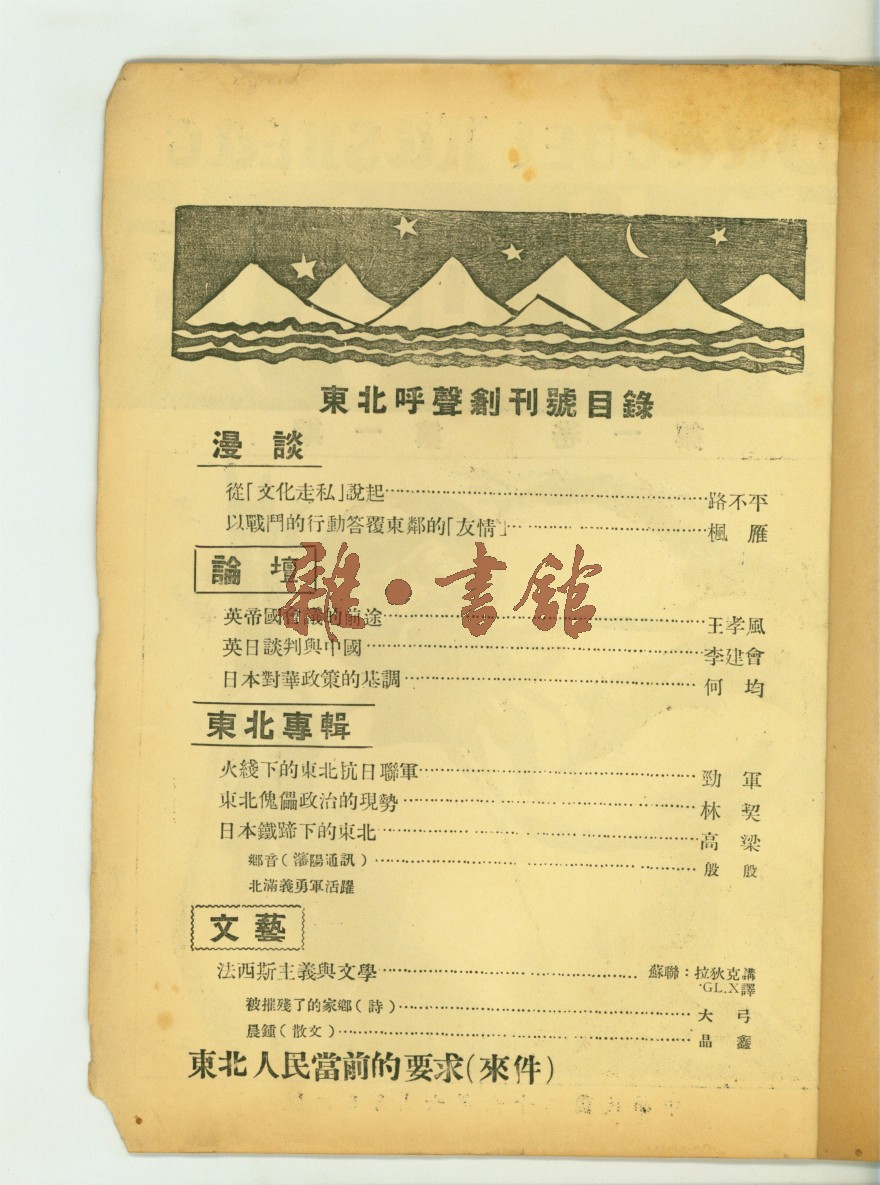 東北呼聲創刊號目錄
漫談
從「文化走私」說起 路不平
以戰鬥的行動答覆東鄰的「友情」 楓雁
論壇
雜·書館
英帝國會議的前途 王孝風
英日談判與中國 李建會
日本對華政策的基調 何均
東北專輯
火綫下的東北抗日聯軍 勁軍
東北傀儡政治的現勢 林契
日本鐵蹄下的東北 高梁
鄉音(瀋陽通訊) 殷殷
北滿義勇軍活躍
文藝
法西斯主義與文學 蘇聯:拉狄克講
GL.X譯
被摧殘了的家鄉(詩) 大弓
晨鍾(散文) 晶鑫
東北人民當前的要求(來件)